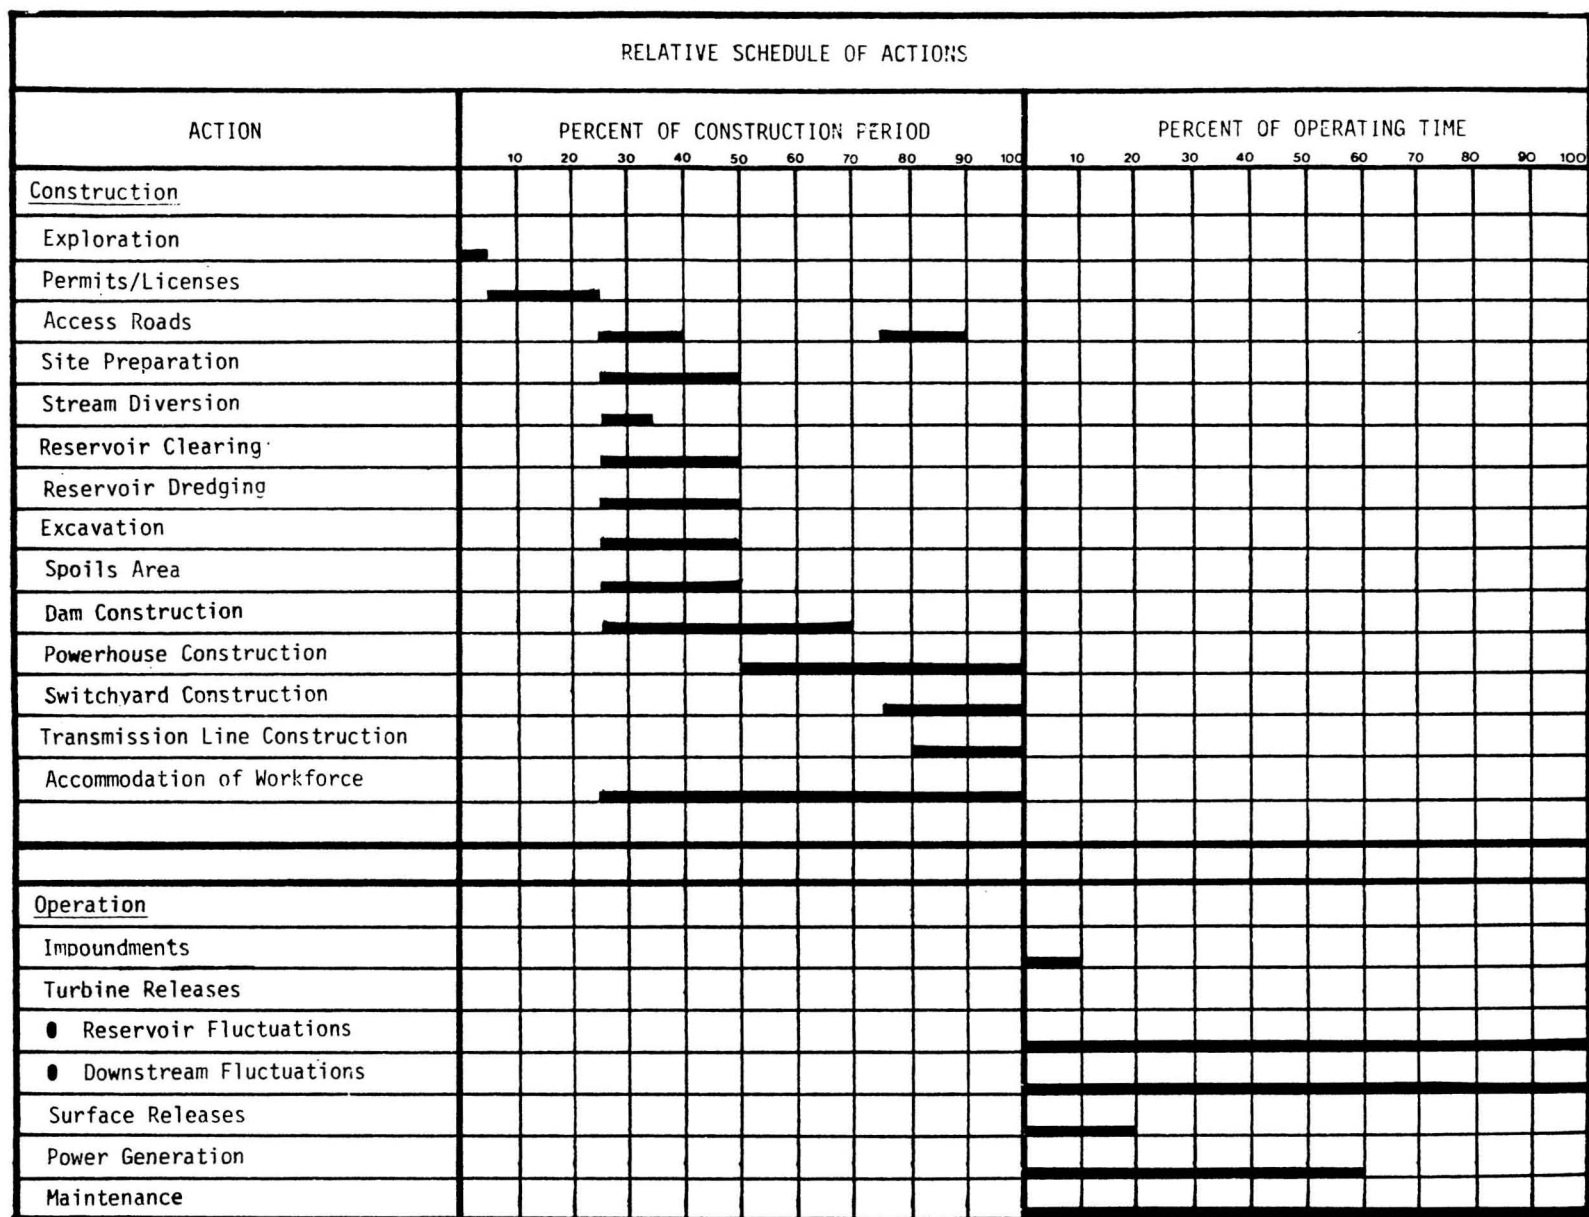 RELATIVE SCHEDULE OF ACTIONS
ACTION PERCENT OF CONSTRUCTION PERIOD PERCENT OF OPERATING TIME
10 20 30 40 50 60 70 80 90 100 10 20 30 40 50 60 70 80 90 100
Construction
Exploration
Permits/Licenses
Access Roads
Site Preparation
Stream Diversion
Reservoir Clearing
Reservoir Dredging
Excavation
Spoils Area
Dam Construction
Powerhouse Construction
Switchyard Construction
Transmission Line Construction
Accommodation of Workforce
Operation
Impoundments
Turbine Releases
● Reservoir Fluctuations
● Downstream Fluctuations
Surface Releases
Power Generation
Maintenance